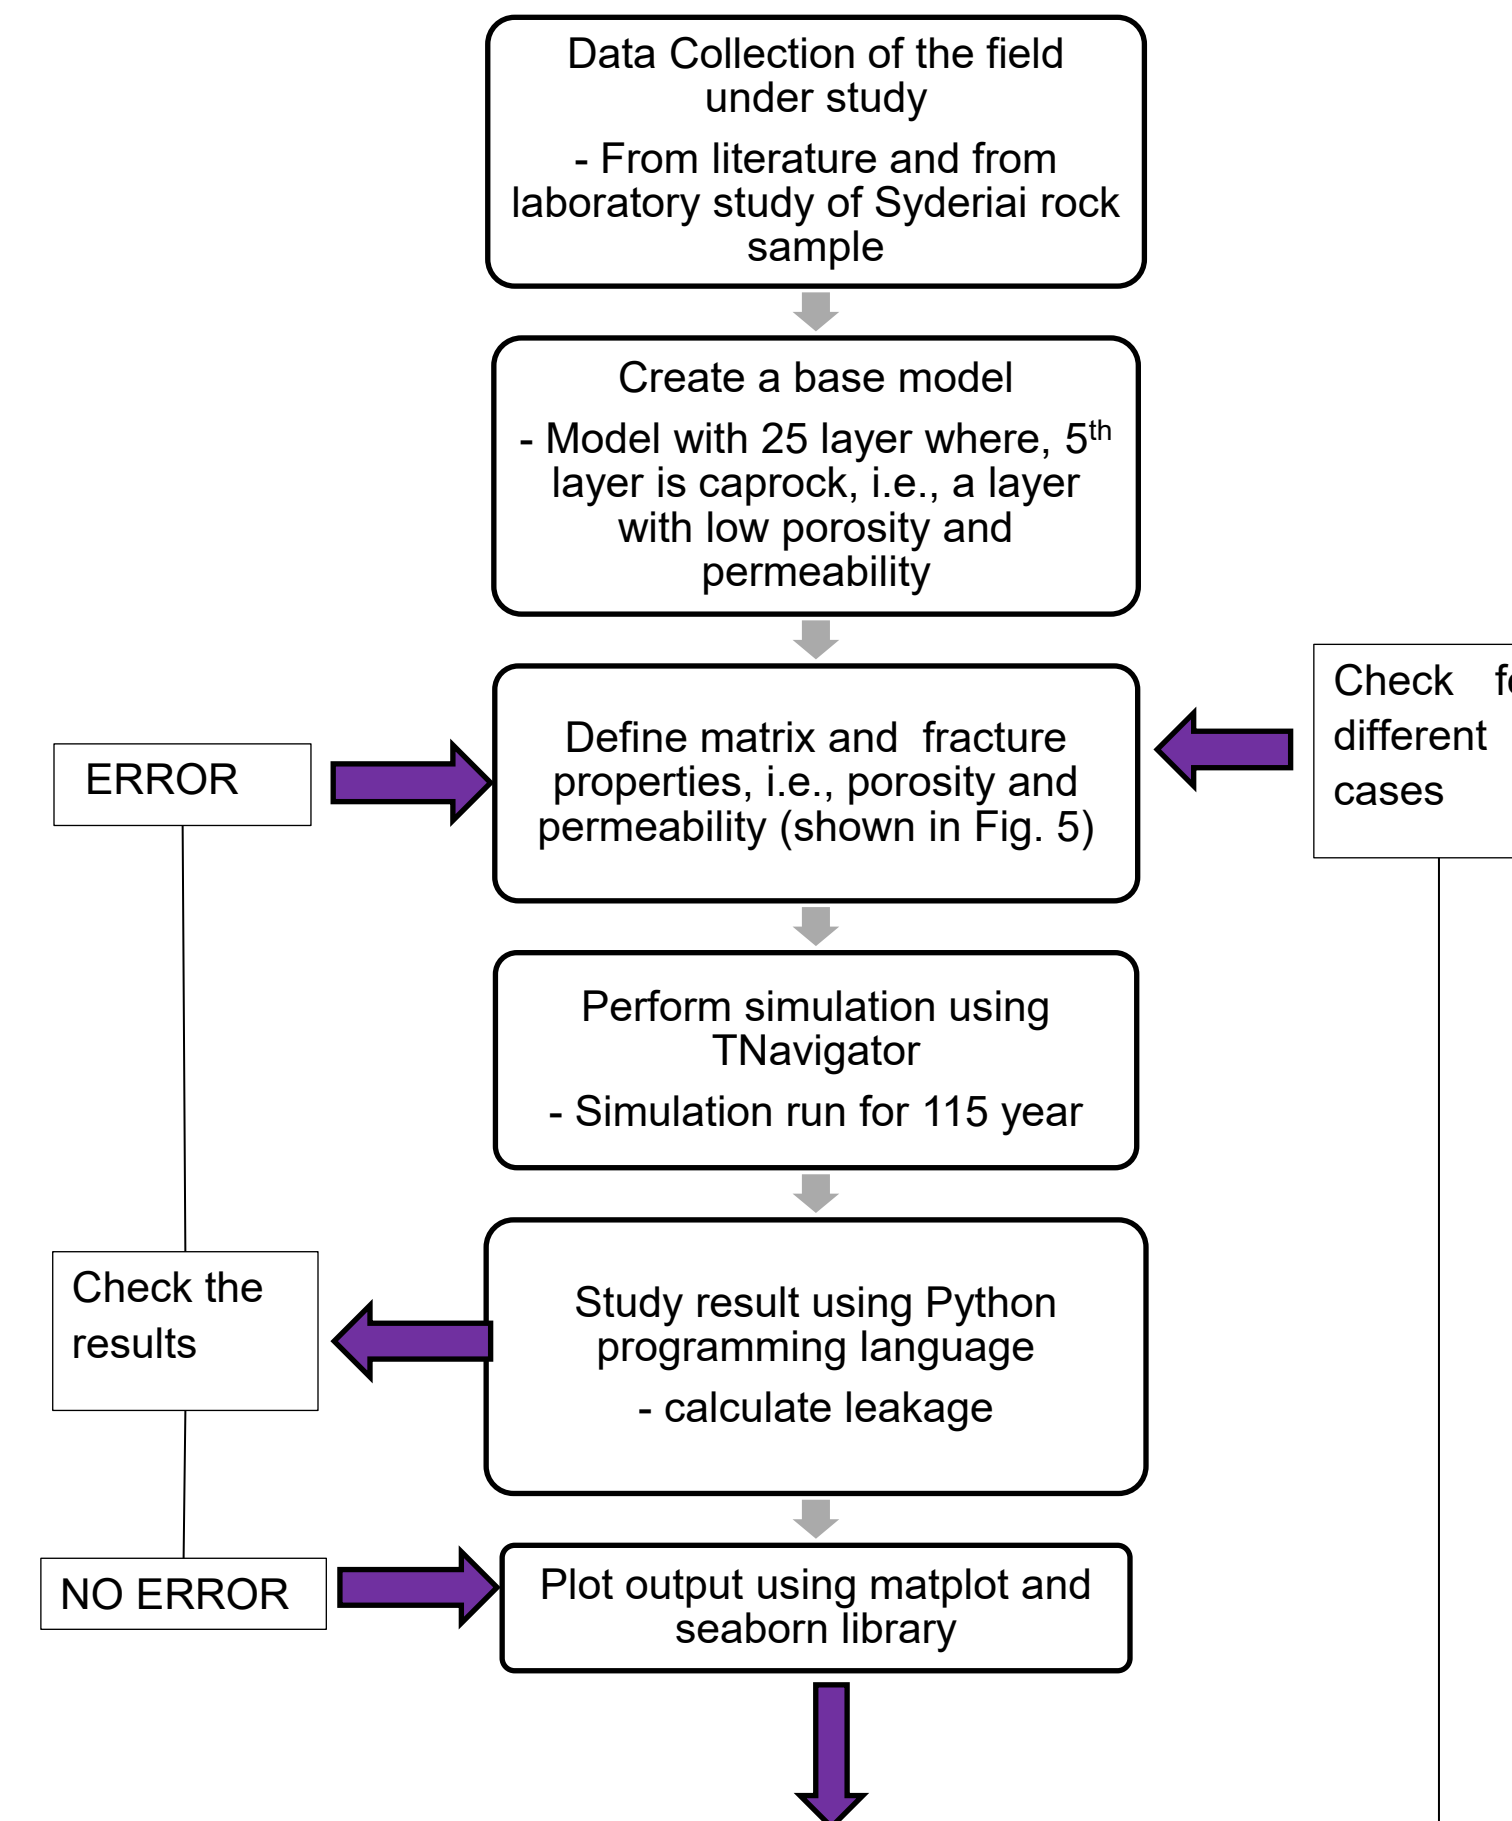 Data Collection of the field
under study
- From literature and from
laboratory study of Syderiai rock
sample
Create a base model
- Model with 25 layer where, 5th
layer is caprock, i.e., a layer
with low porosity and
permeability
Check
different
cases
Define matrix and fracture
properties, i.e., porosity and
permeability (shown in Fig. 5)
ERROR
Perform simulation using
TNavigator
- Simulation run for 115 year
Check the
results
Study result using Python
programming language
- calculate leakage
NO ERROR
Plot output using matplot and
seaborn library